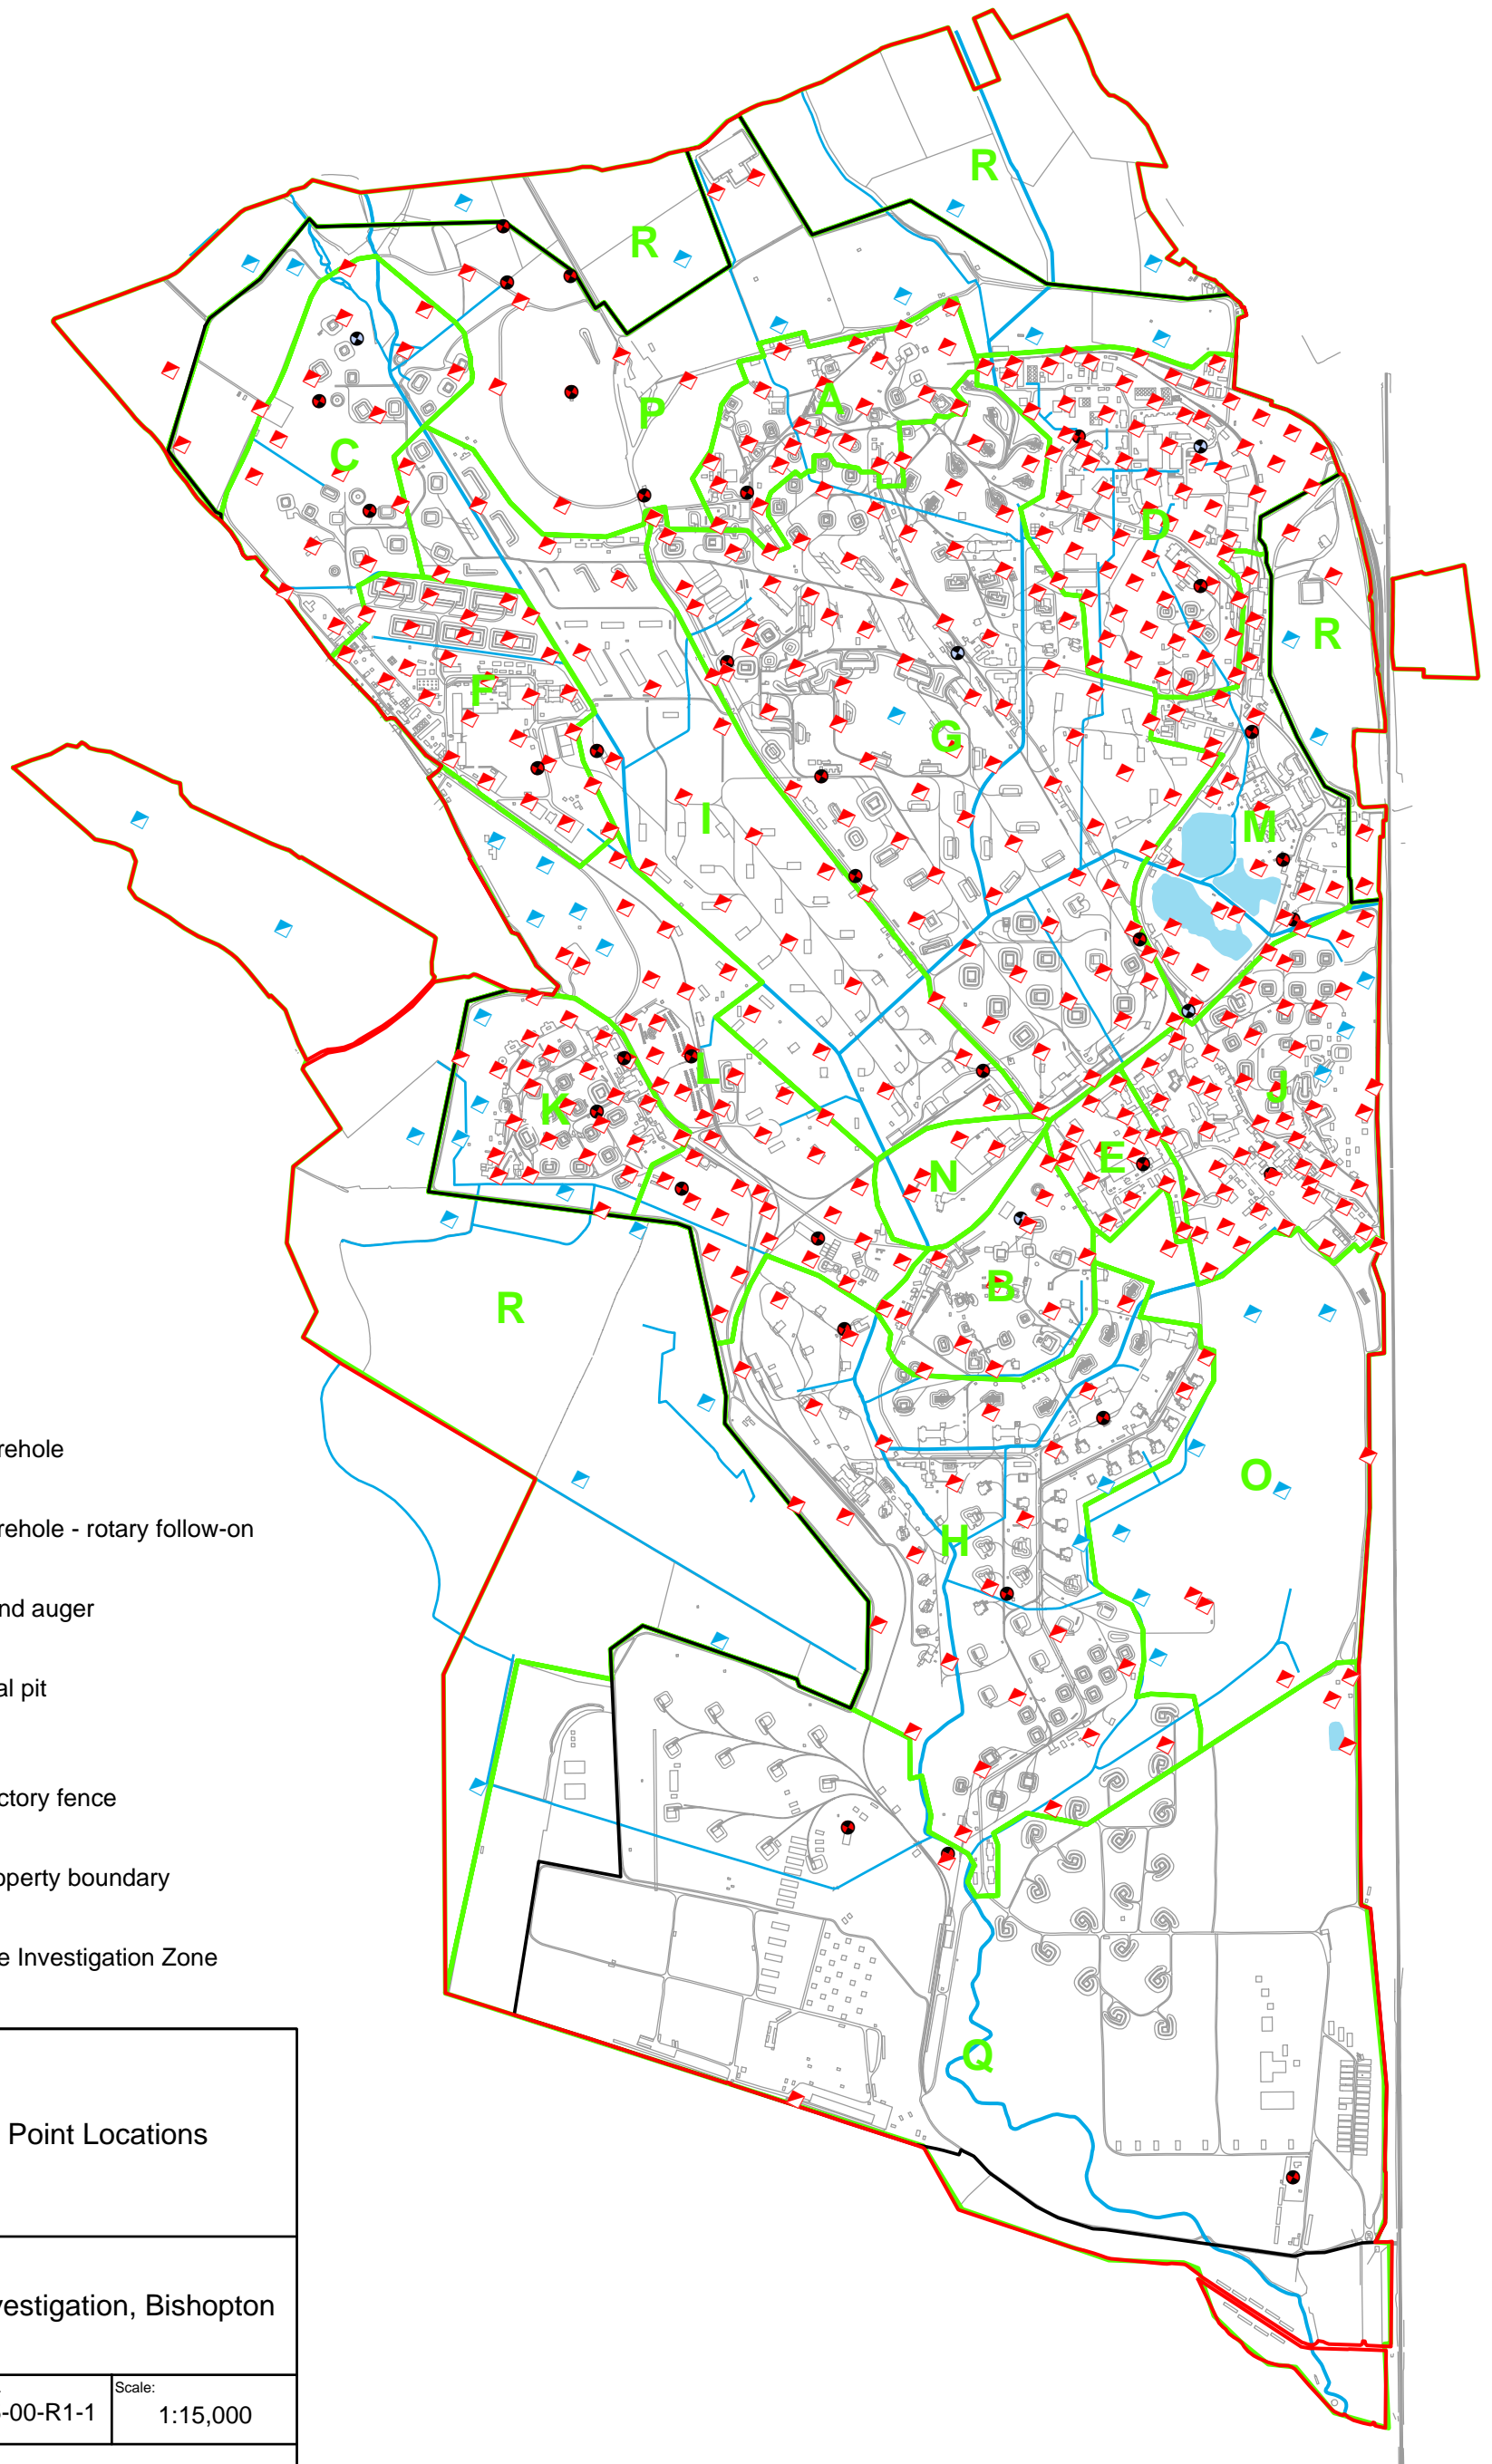 R
R
A
P
C
D
R
F
G
I
M
L
K
J
E
N
B
R
O
H
Q
rehole
rehole - rotary follow-on
nd auger
al pit
ctory fence
operty boundary
e Investigation Zone
Point Locations
vestigation, Bishopton
-00-R1-1
Scale:
1:15,000